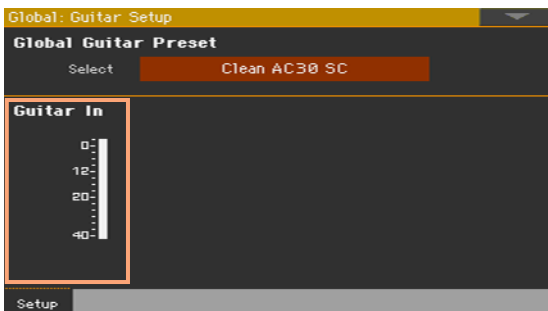 Global: Guitar Setup
Global Guitar Preset
Select Clean AC30 SC
Guitar In
0
12
20
40
Setup